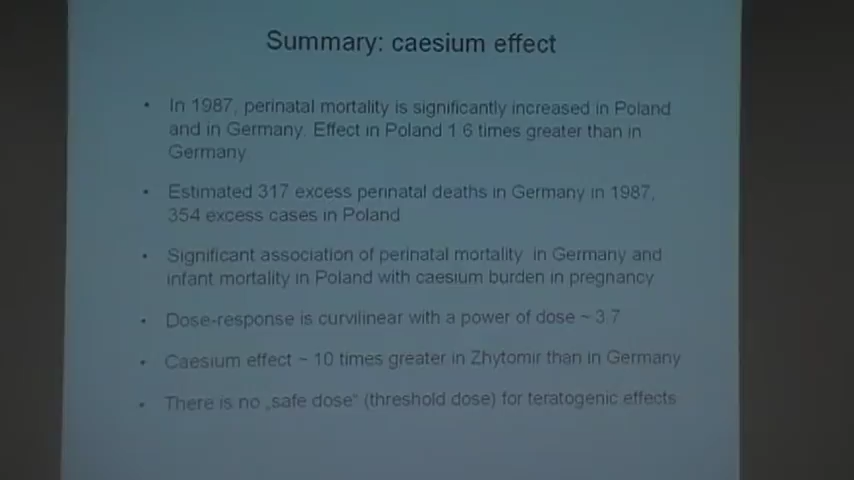 Summary: caesium effect
• In 1987, perinatal mortality is significantly increased in Poland
and in Germany. Effect in Poland 1.6 times greater than in
Germany
• Estimated 317 excess perinatal deaths in Germany in 1987,
354 excess cases in Poland
• Significant association of perinatal mortality in Germany and
infant mortality in Poland with caesium burden in pregnancy
• Dose-response is curvilinear with a power of dose ~ 3.7
• Caesium effect ~ 10 times greater in Zhytomir than in Germany
• There is no „safe dose“ (threshold dose) for teratogenic effects